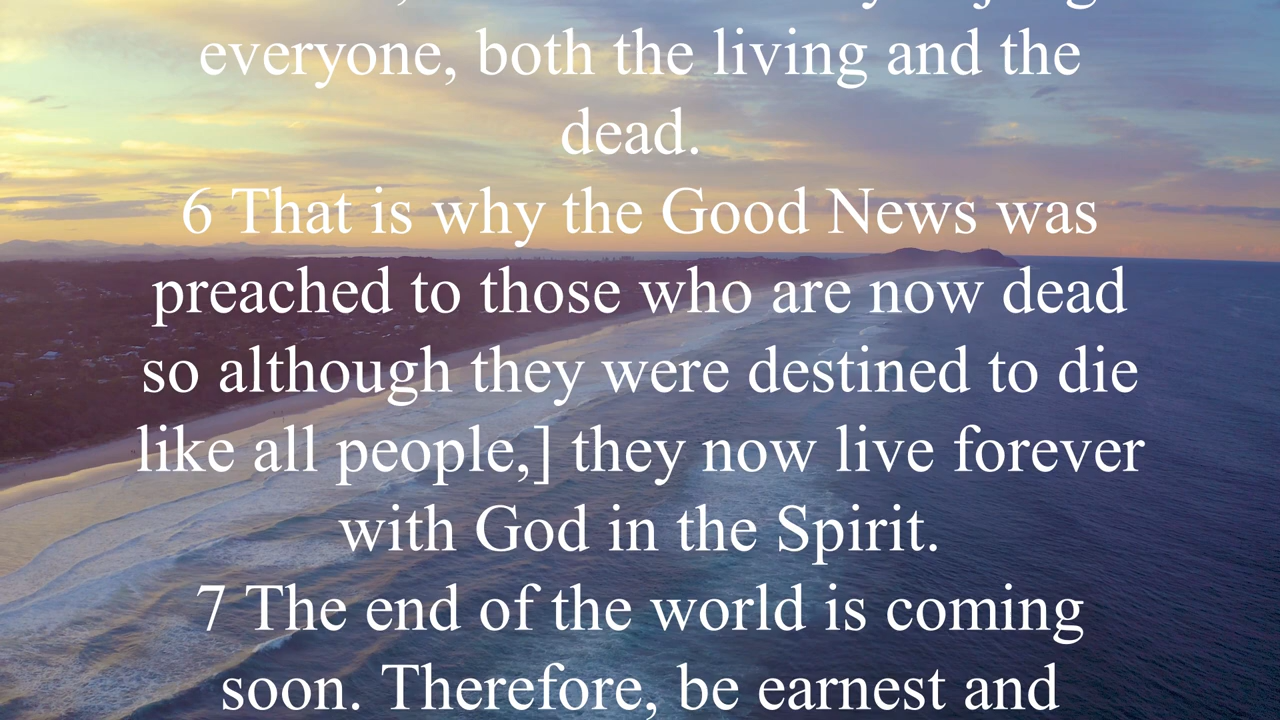 everyone, both the living and the
dead.
6 That is why the Good News was
preached to those who are now dead
so although they were destined to die
like all people,] they now live forever
with God in the Spirit.
7 The end of the world is coming
soon. Therefore, be earnest and